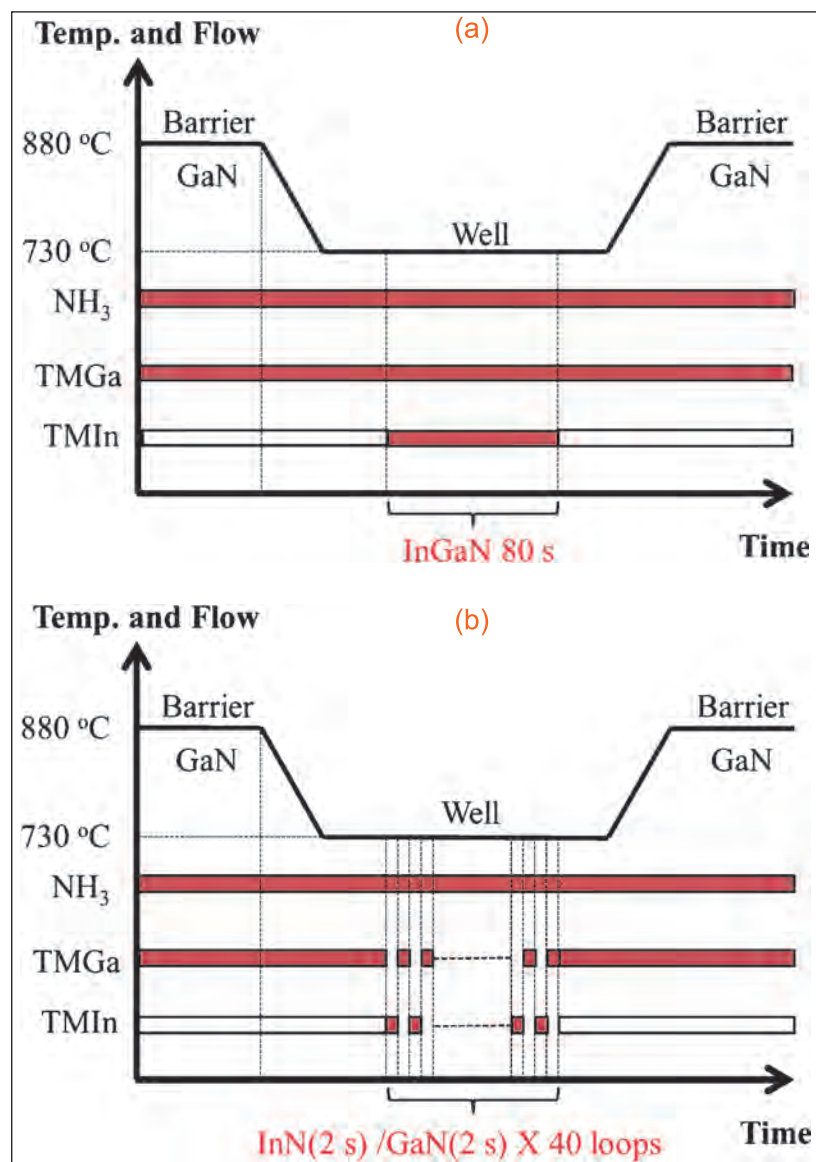 Temp. and Flow (a)
Barrier Barrier
880 °C
GaN GaN
Well
730 °C
NH₃
TMGa
TMIn
InGaN 80 s Time
Temp. and Flow (b)
Barrier Barrier
880 °C
GaN GaN
Well
730 °C
NH₃
TMGa
TMIn
InN(2 s) /GaN(2 s) X 40 loops Time